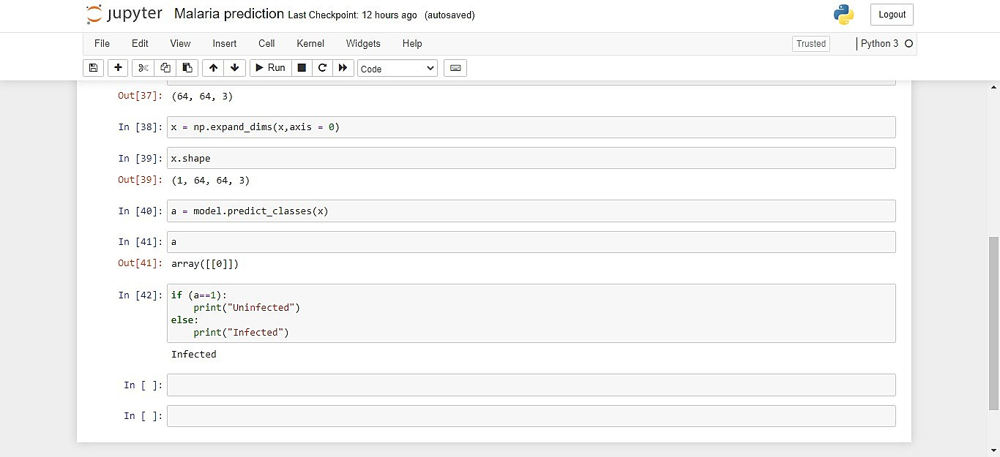 jupyter Malaria prediction Last Checkpoint: 12 hours ago (autosaved) Logout
File Edit View Insert Cell Kernel Widgets Help Trusted Python 3
Run Code
Out[37]: (64, 64, 3)
In [38]: x = np.expand_dims(x,axis = 0)
In [39]: x.shape
Out[39]: (1, 64, 64, 3)
In [40]: a = model.predict_classes(x)
In [41]: a
Out[41]: array([[0]])
In [42]: if (a==1):
    print("Uninfected")
else:
    print("Infected")
Infected
In [ ]:
In [ ]: